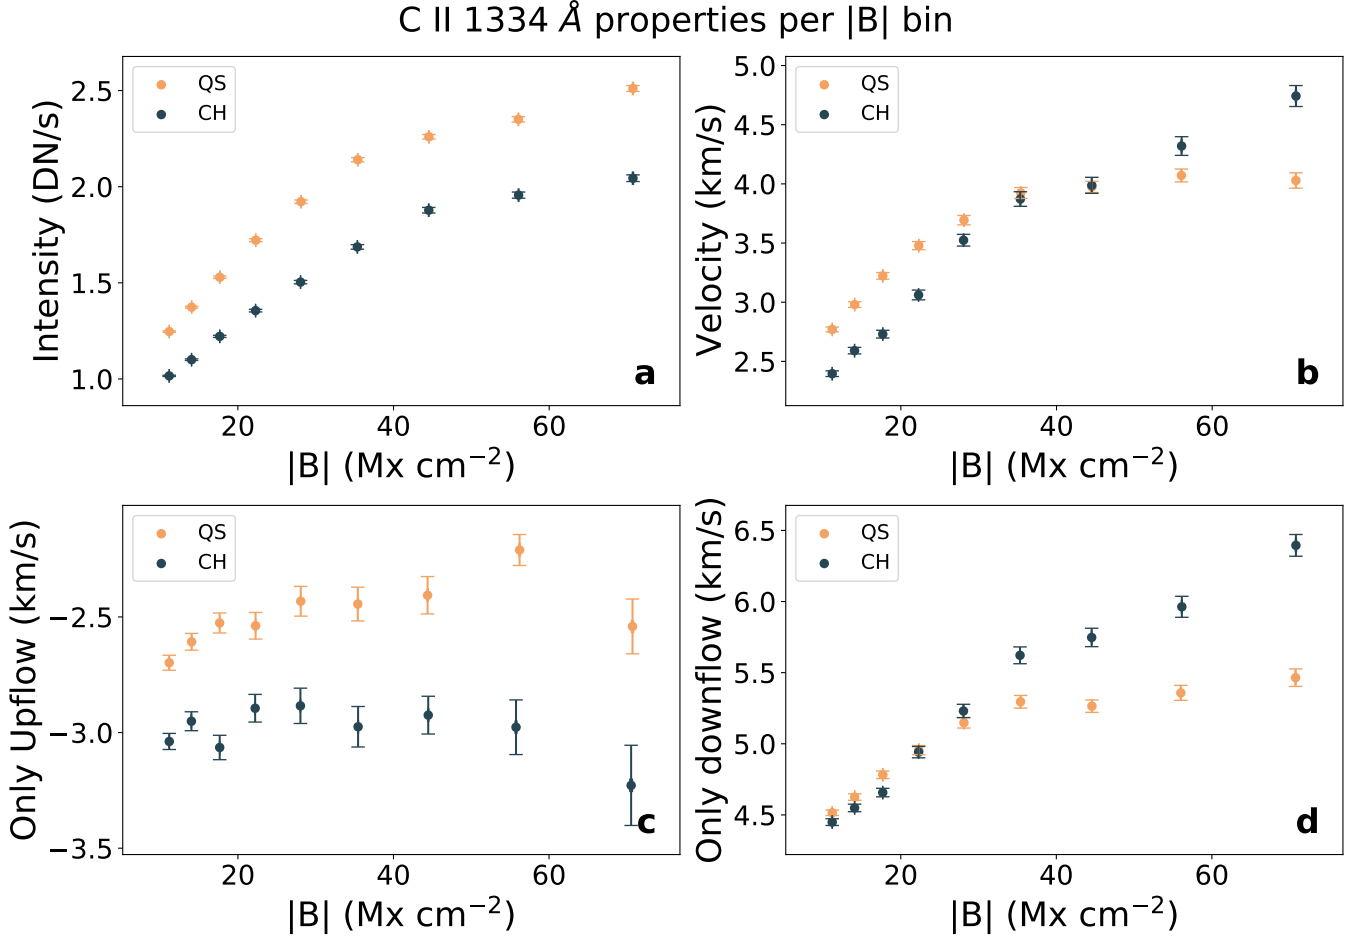 C II 1334 Å properties per |B| bin
Intensity (DN/s)
2.5
2.0
1.5
1.0
QS
CH
a
20 40 60
|B| (Mx cm⁻²)
Velocity (km/s)
5.0
4.5
4.0
3.5
3.0
2.5
QS
CH
b
20 40 60
|B| (Mx cm⁻²)
Only Upflow (km/s)
−2.5
−3.0
−3.5
QS
CH
c
20 40 60
|B| (Mx cm⁻²)
Only downflow (km/s)
6.5
6.0
5.5
5.0
4.5
QS
CH
d
20 40 60
|B| (Mx cm⁻²)